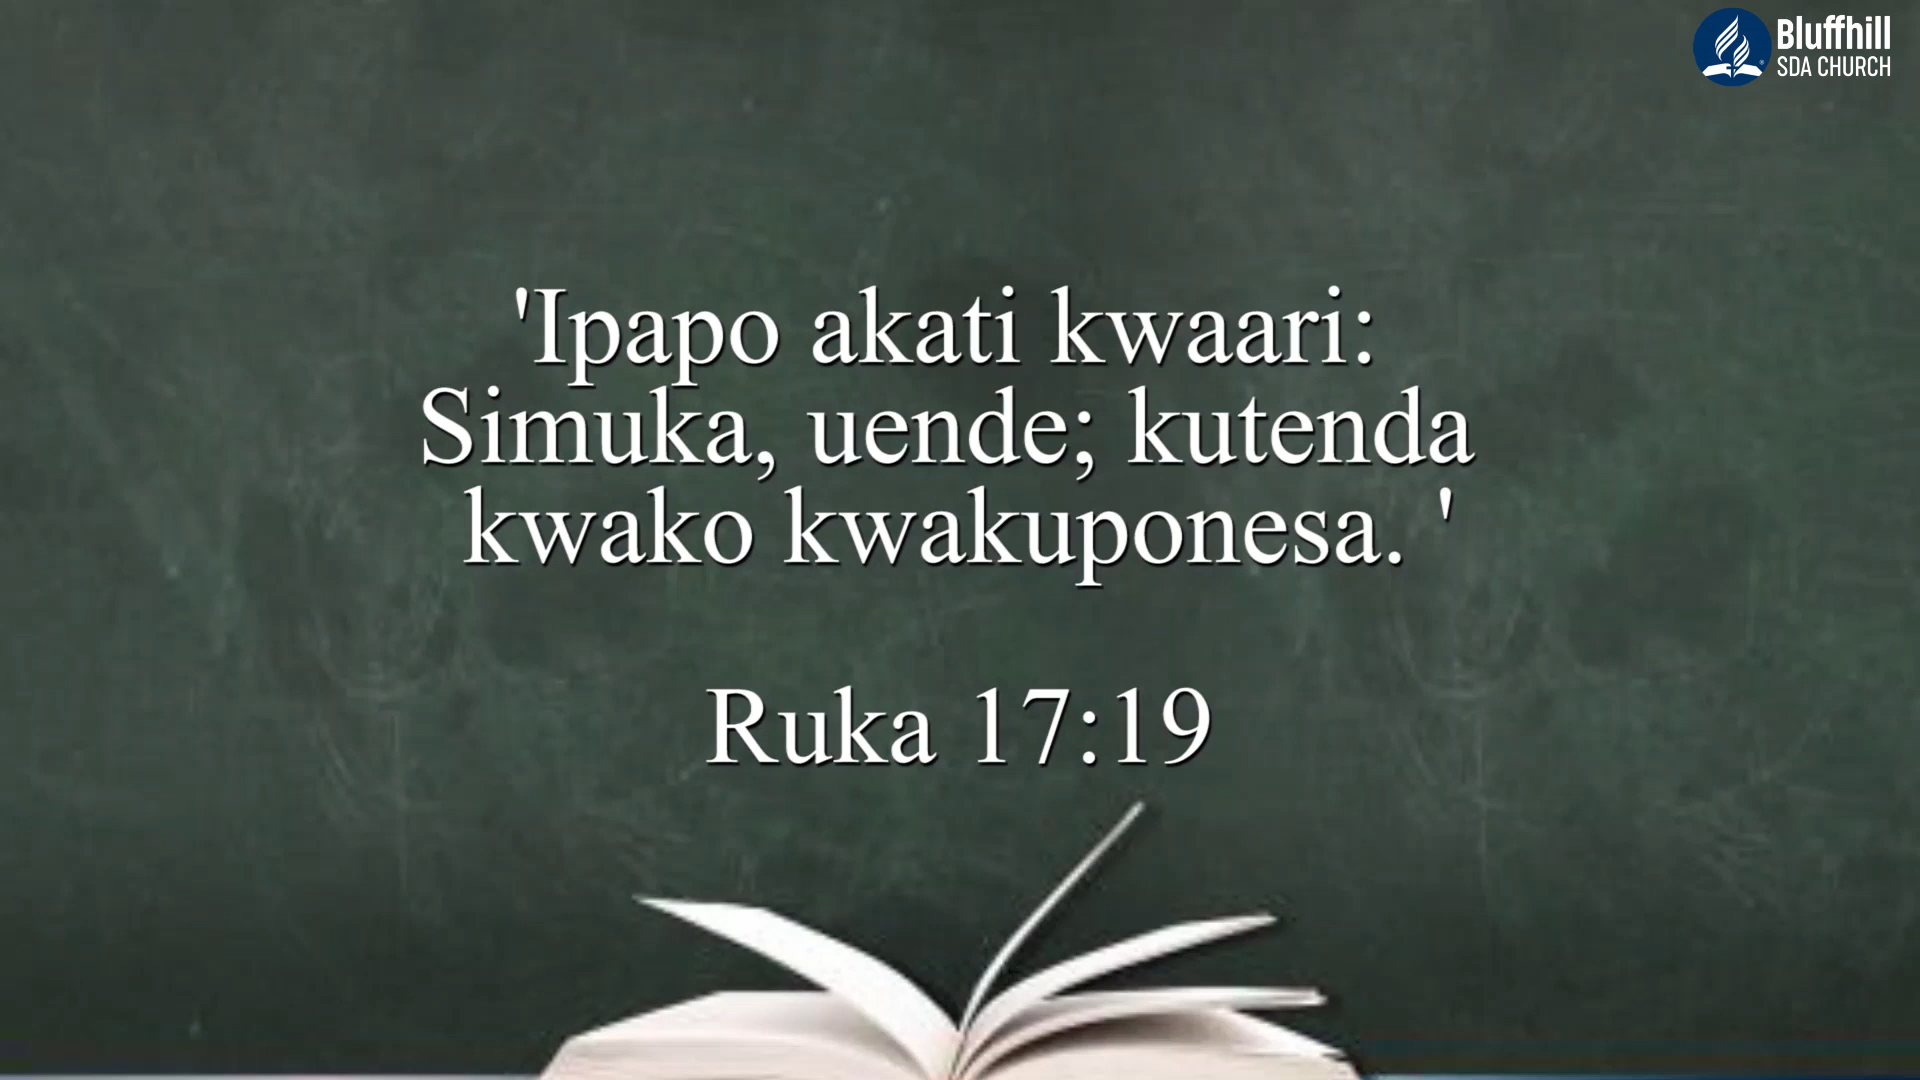 Bluffhill
SDA CHURCH
'Ipapo akati kwaari:
Simuka, uende; kutenda
kwako kwakuponesa. '
Ruka 17:19